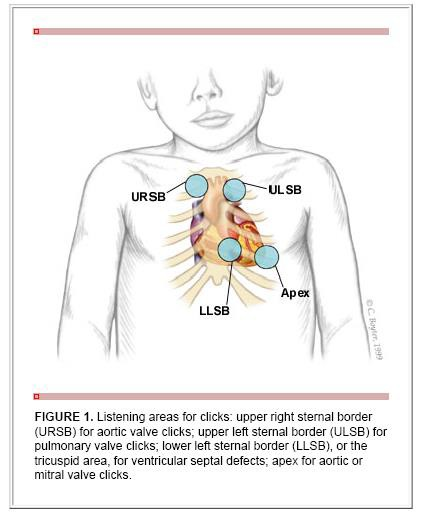 URSB
ULSB
LLSB
Apex
© C. Boyter, 1999
FIGURE 1. Listening areas for clicks: upper right sternal border
(URSB) for aortic valve clicks; upper left sternal border (ULSB) for
pulmonary valve clicks; lower left sternal border (LLSB), or the
tricuspid area, for ventricular septal defects; apex for aortic or
mitral valve clicks.